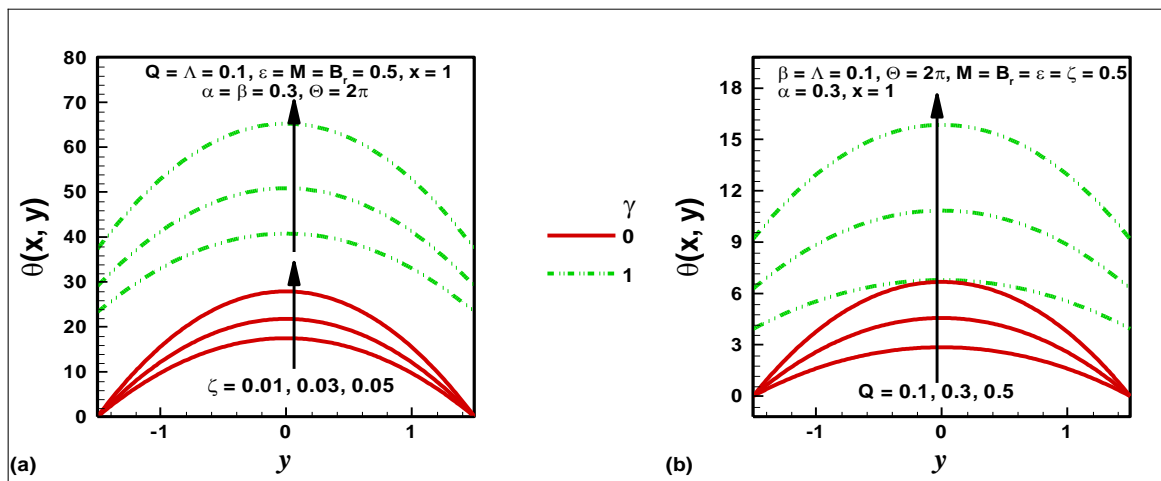 Q = Λ = 0.1, ε = M = B_r = 0.5, x = 1
α = β = 0.3, Θ = 2π
80
70
60
50
40
30
20
10
0
θ(x, y)
ζ = 0.01, 0.03, 0.05
-1
0
1
y
(a)
γ
0
1
β = Λ = 0.1, Θ = 2π, M = B_r = ε = ζ = 0.5
α = 0.3, x = 1
18
15
12
9
6
3
0
θ(x, y)
Q = 0.1, 0.3, 0.5
-1
0
1
y
(b)